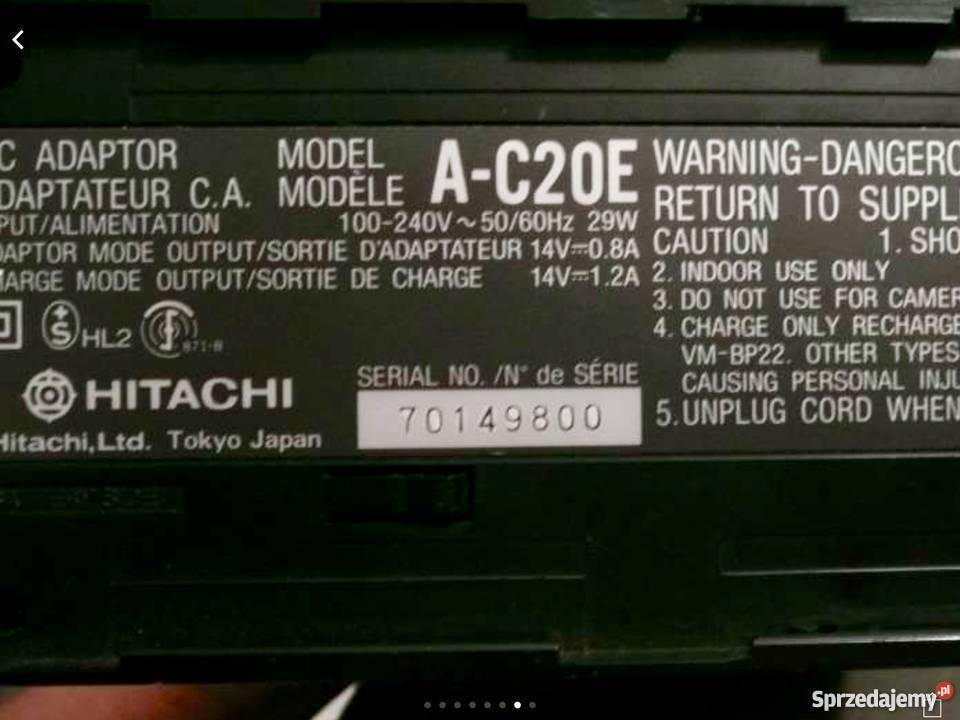 C ADAPTOR MODEL A-C20E
DAPTATEUR C.A. MODÈLE
PUT/ALIMENTATION 100-240V~50/60Hz 29W
DAPTOR MODE OUTPUT/SORTIE D'ADAPTATEUR 14V⎓0.8A
HARGE MODE OUTPUT/SORTIE DE CHARGE 14V⎓1.2A
S HL2
HITACHI
Hitachi,Ltd. Tokyo Japan
SERIAL NO./N° de SÉRIE
70149800
WARNING-DANGERO
RETURN TO SUPPLI
CAUTION 1. SHO
2. INDOOR USE ONLY
3. DO NOT USE FOR CAMER
4. CHARGE ONLY RECHARGE
VM-BP22. OTHER TYPES
CAUSING PERSONAL INJU
5. UNPLUG CORD WHEN
Sprzedajemy.pl